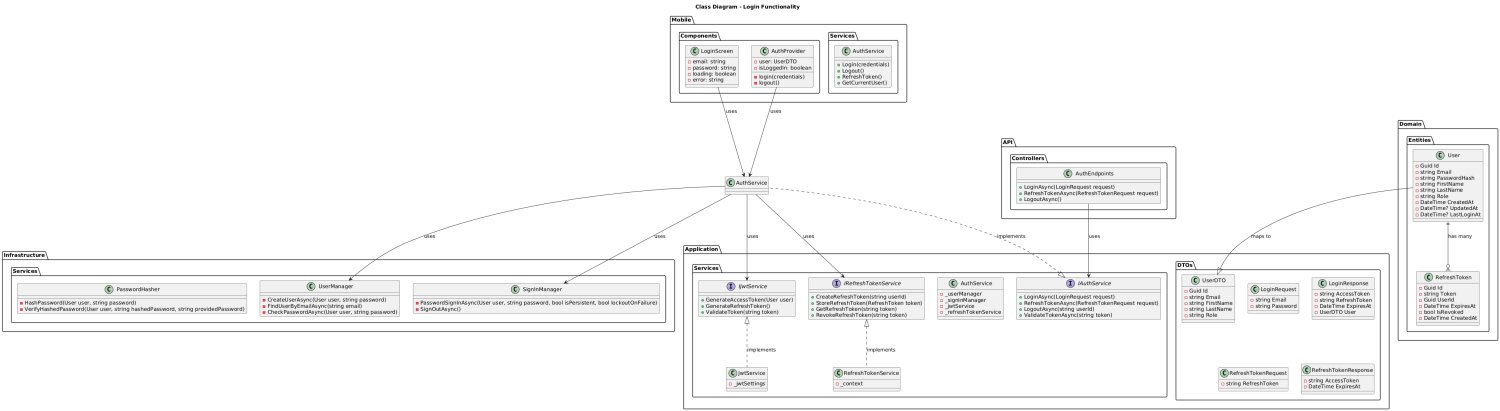 Class Diagram - Login Functionality
Mobile
Components
C LoginScreen
email: string
password: string
loading: boolean
error: string
C AuthProvider
user: UserDTO
isLoggedIn: boolean
login(credentials)
logout()
Services
C AuthService
Login(credentials)
Logout()
RefreshToken()
GetCurrentUser()
uses
uses
C AuthService
API
Controllers
C AuthEndpoints
LoginAsync(LoginRequest request)
RefreshTokenAsync(RefreshTokenRequest request)
LogoutAsync()
Domain
Entities
C User
Guid Id
string Email
string PasswordHash
string FirstName
string LastName
string Role
DateTime CreatedAt
DateTime? UpdatedAt
DateTime? LastLoginAt
has many
C RefreshToken
Guid Id
string Token
Guid UserId
DateTime ExpiresAt
bool IsRevoked
DateTime CreatedAt
uses
uses
uses
uses
implements
uses
maps to
Infrastructure
Services
C PasswordHasher
HashPassword(User user, string password)
VerifyHashedPassword(User user, string hashedPassword, string providedPassword)
C UserManager
CreateUserAsync(User user, string password)
FindUserByEmailAsync(string email)
CheckPasswordAsync(User user, string password)
C SignInManager
PasswordSignInAsync(User user, string password, bool isPersistent, bool lockoutOnFailure)
SignOutAsync()
Application
Services
I IJwtService
GenerateAccessToken(User user)
GenerateRefreshToken()
ValidateToken(string token)
I IRefreshTokenService
CreateRefreshToken(string userId)
StoreRefreshToken(RefreshToken token)
GetRefreshToken(string token)
RevokeRefreshToken(string token)
C AuthService
_userManager
_signInManager
_jwtService
_refreshTokenService
I IAuthService
LoginAsync(LoginRequest request)
RefreshTokenAsync(RefreshTokenRequest request)
LogoutAsync(string userId)
ValidateTokenAsync(string token)
implements
implements
C JwtService
_jwtSettings
C RefreshTokenService
_context
DTOs
C UserDTO
Guid Id
string Email
string FirstName
string LastName
string Role
C LoginRequest
string Email
string Password
C LoginResponse
string AccessToken
string RefreshToken
DateTime ExpiresAt
UserDTO User
C RefreshTokenRequest
string RefreshToken
C RefreshTokenResponse
string AccessToken
DateTime ExpiresAt